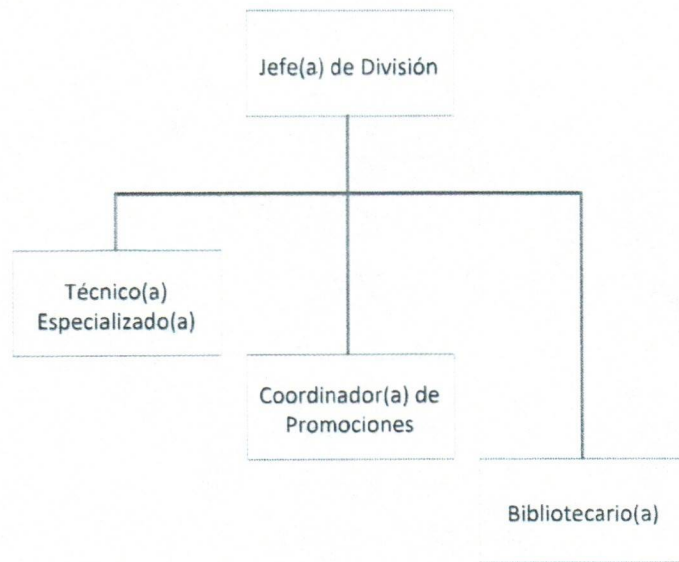 Jefe(a) de División
Técnico(a)
Especializado(a)
Coordinador(a) de
Promociones
Bibliotecario(a)